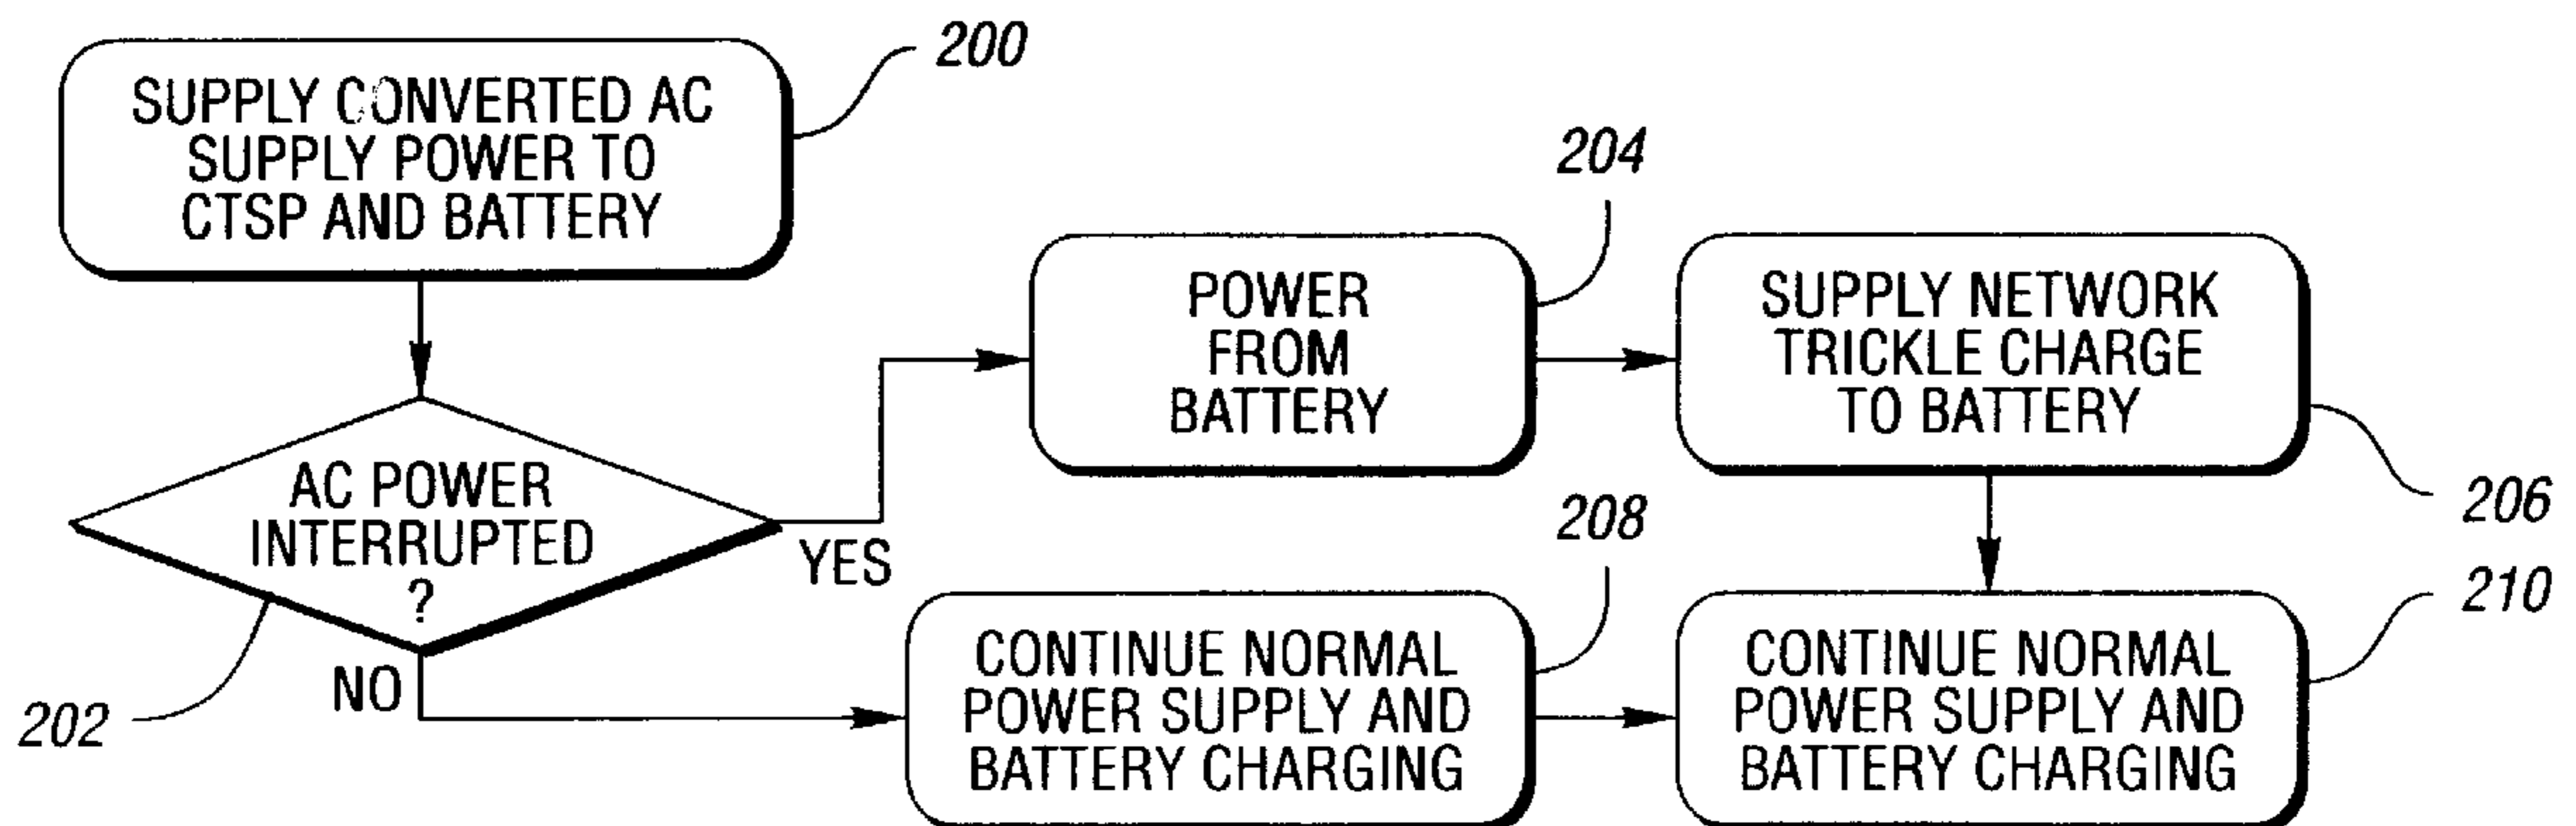 200
SUPPLY CONVERTED AC
SUPPLY POWER TO
CTSP AND BATTERY
204
POWER
FROM
BATTERY
SUPPLY NETWORK
TRICKLE CHARGE
TO BATTERY
206
AC POWER
INTERRUPTED
?
YES
NO
202
208
CONTINUE NORMAL
POWER SUPPLY AND
BATTERY CHARGING
210
CONTINUE NORMAL
POWER SUPPLY AND
BATTERY CHARGING